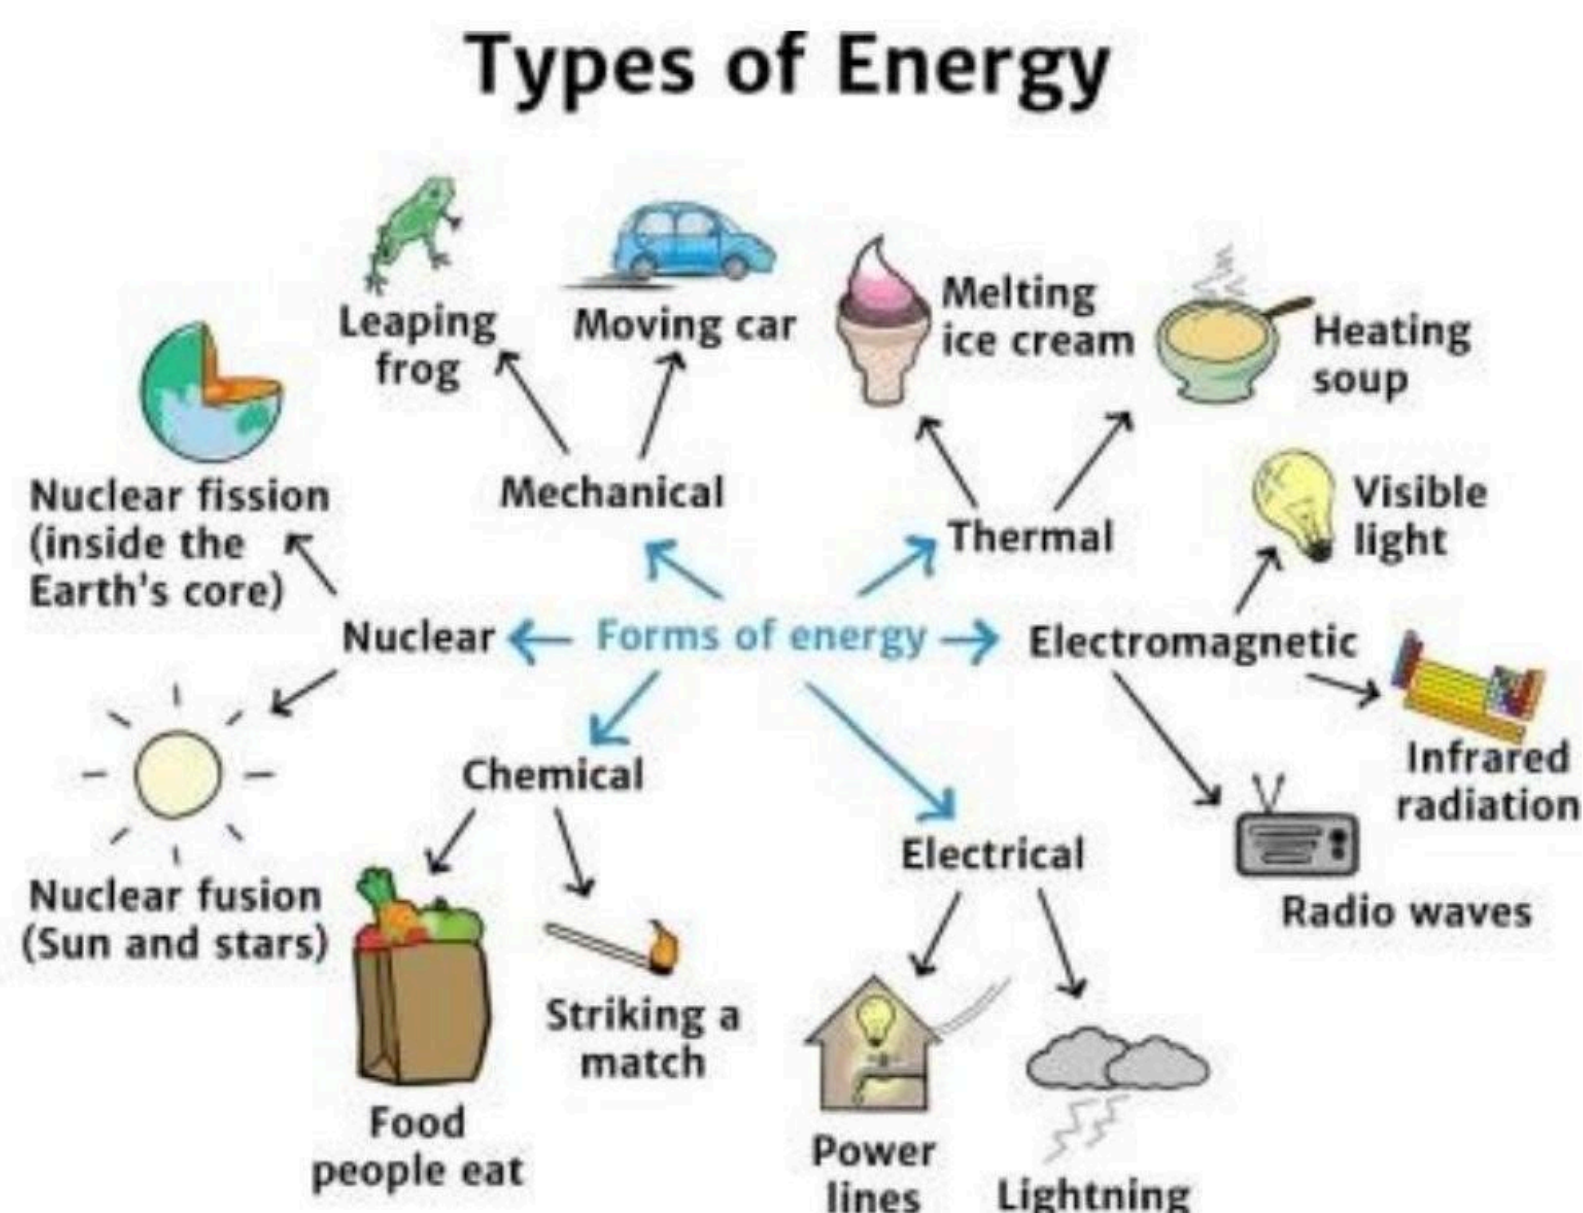 Types of Energy
Leaping
frog
Moving car
Melting
ice cream
Heating
soup
Nuclear fission
(inside the
Earth's core)
Mechanical
Thermal
Visible
light
Nuclear
Forms of energy
Electromagnetic
Infrared
radiation
Chemical
Electrical
Radio waves
Nuclear fusion
(Sun and stars)
Striking a
match
Food
people eat
Power
lines
Lightning